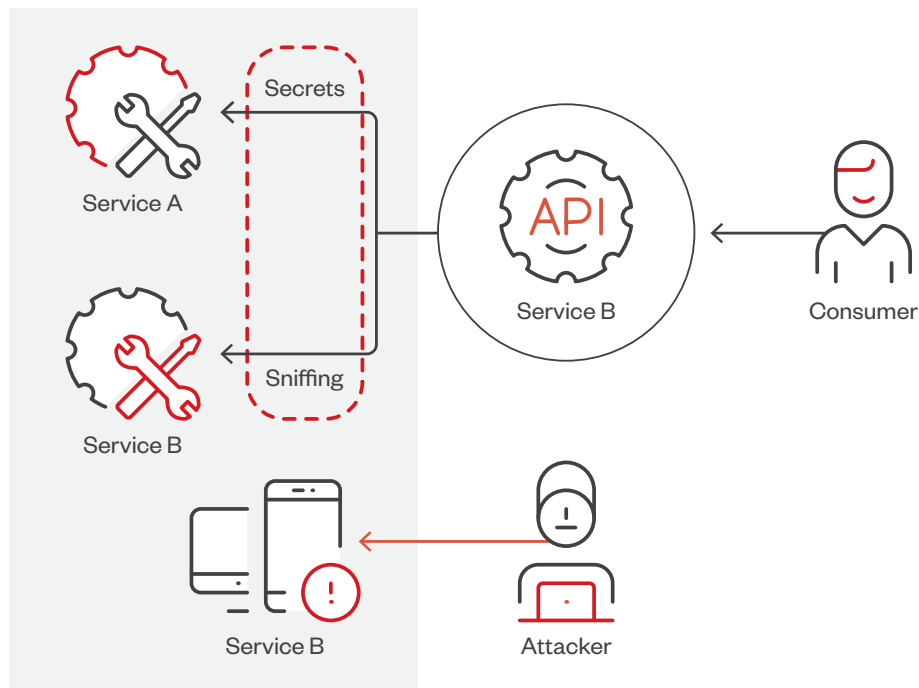 Secrets
Service A
API
Service B
Consumer
Sniffing
Service B
Service B
Attacker